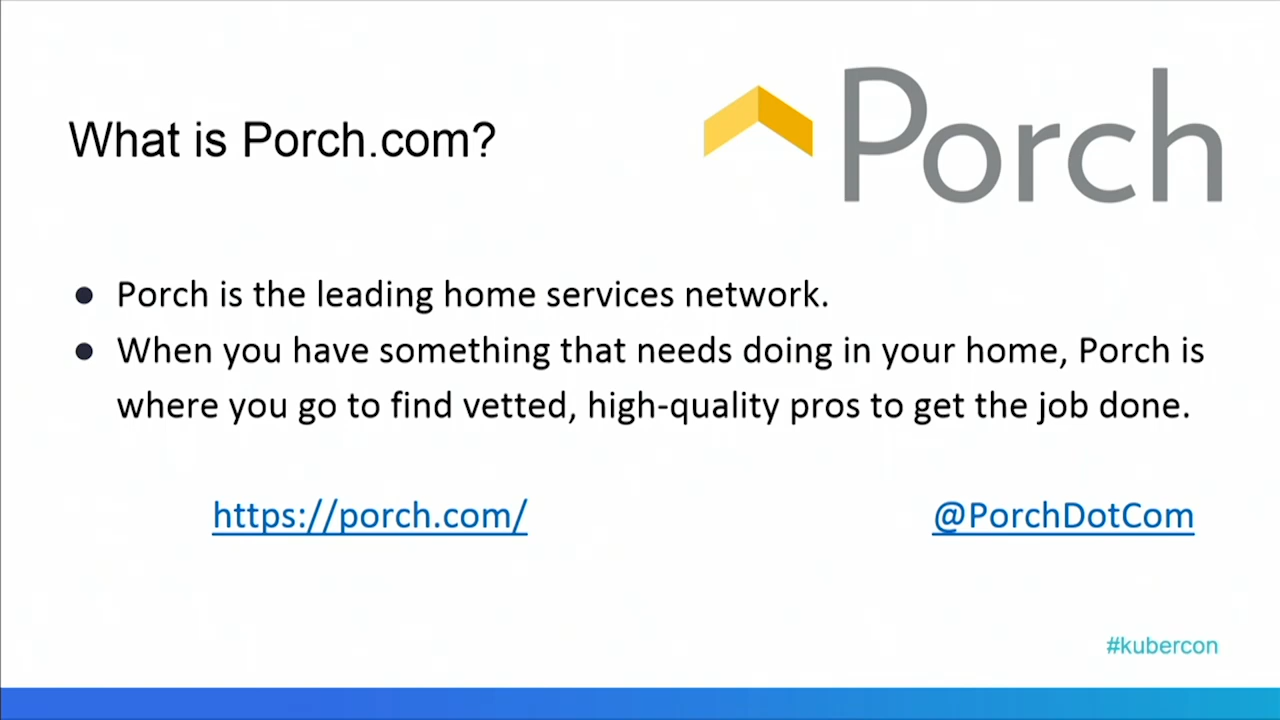 What is Porch.com?
Porch
● Porch is the leading home services network.
● When you have something that needs doing in your home, Porch is
where you go to find vetted, high-quality pros to get the job done.
https://porch.com/
@PorchDotCom
#kubercon